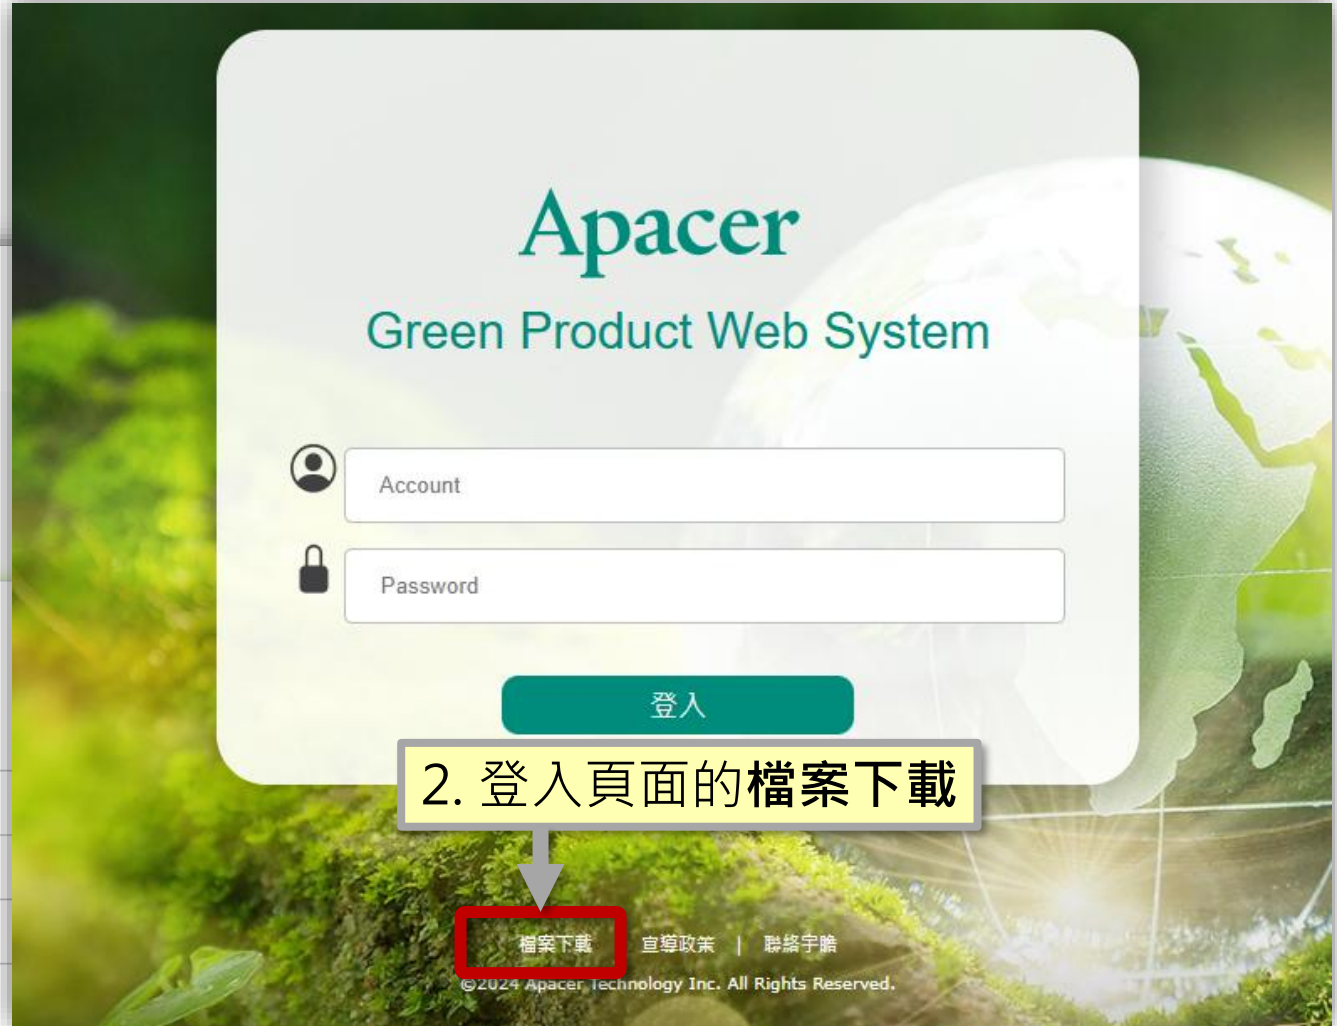 Apacer
Green Product Web System
Account
Password
登入
2. 登入頁面的檔案下載
檔案下載 宣導政策 | 聯絡宇瞻
©2024 Apacer Technology Inc. All Rights Reserved.